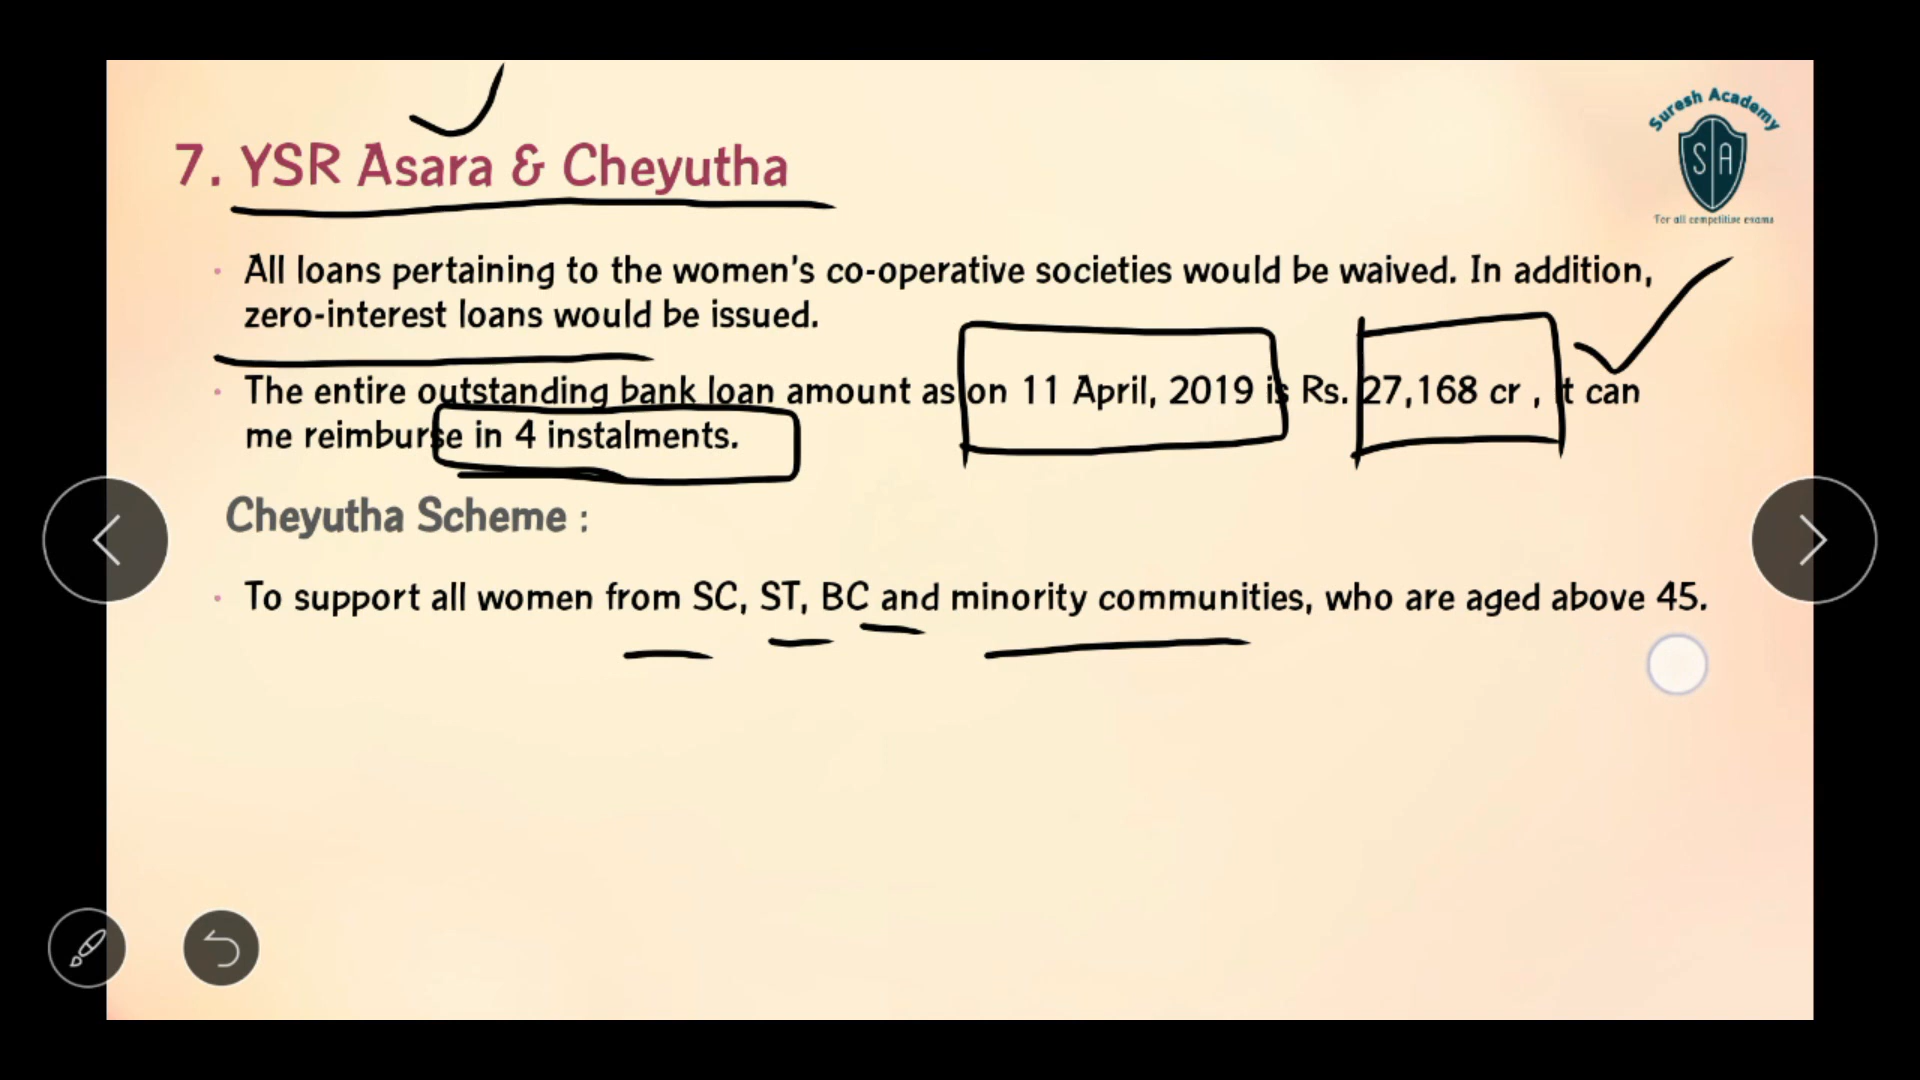 Suresh Academy
S A
For all competitive exams
7. YSR Asara & Cheyutha
• All loans pertaining to the women's co-operative societies would be waived. In addition,
zero-interest loans would be issued.
• The entire outstanding bank loan amount as on 11 April, 2019 is Rs. 27,168 cr , it can
me reimburse in 4 instalments.
Cheyutha Scheme :
• To support all women from SC, ST, BC and minority communities, who are aged above 45.